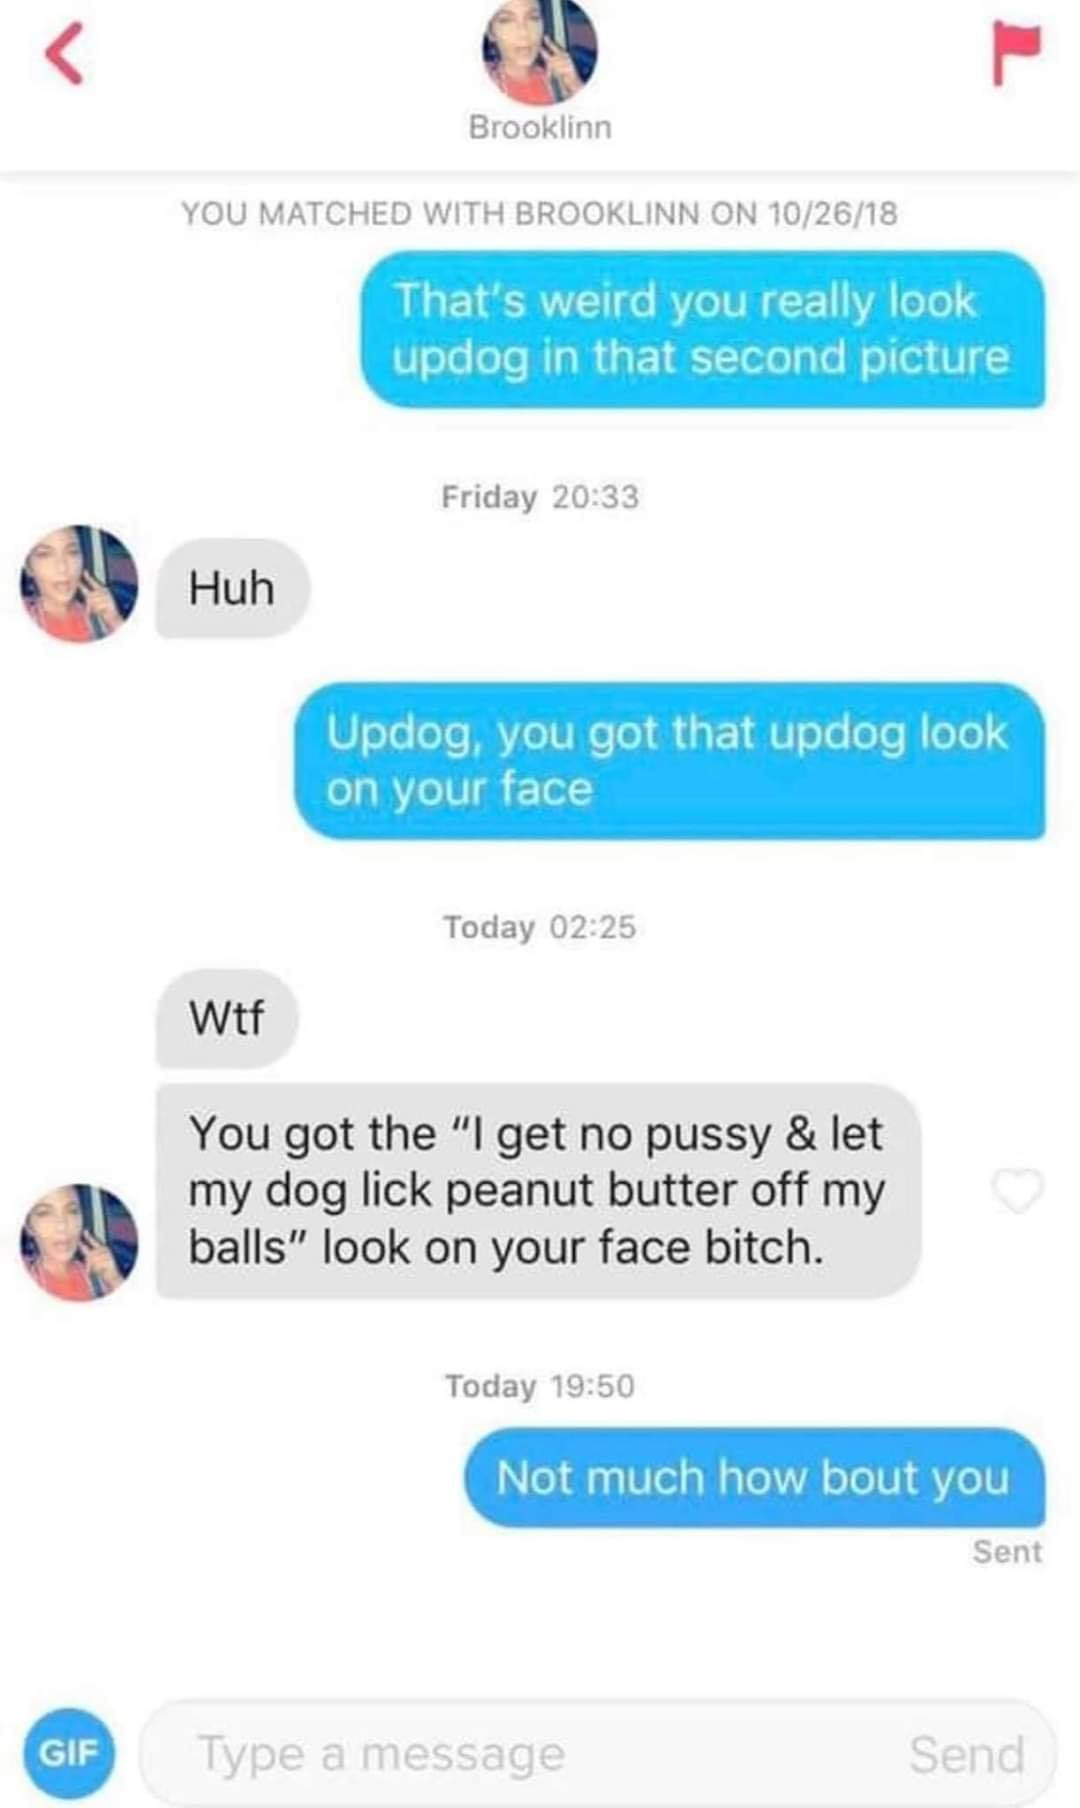 Brooklinn
YOU MATCHED WITH BROOKLINN ON 10/26/18
That's weird you really look
updog in that second picture
Friday 20:33
Huh
Updog, you got that updog look
on your face
Today 02:25
Wtf
You got the “I get no pussy & let
my dog lick peanut butter off my
balls” look on your face bitch.
Today 19:50
Not much how bout you
Sent
GIF
Type a message
Send